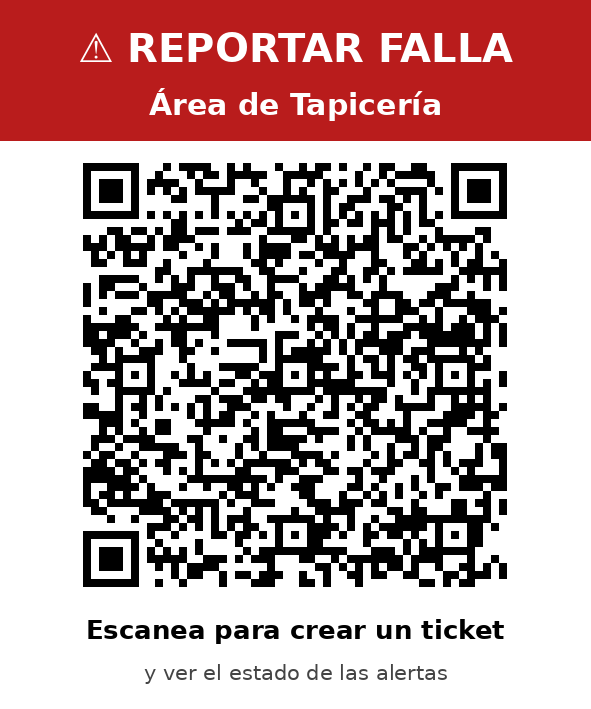 ⚠ REPORTAR FALLA
Área de Tapicería
Escanea para crear un ticket
y ver el estado de las alertas